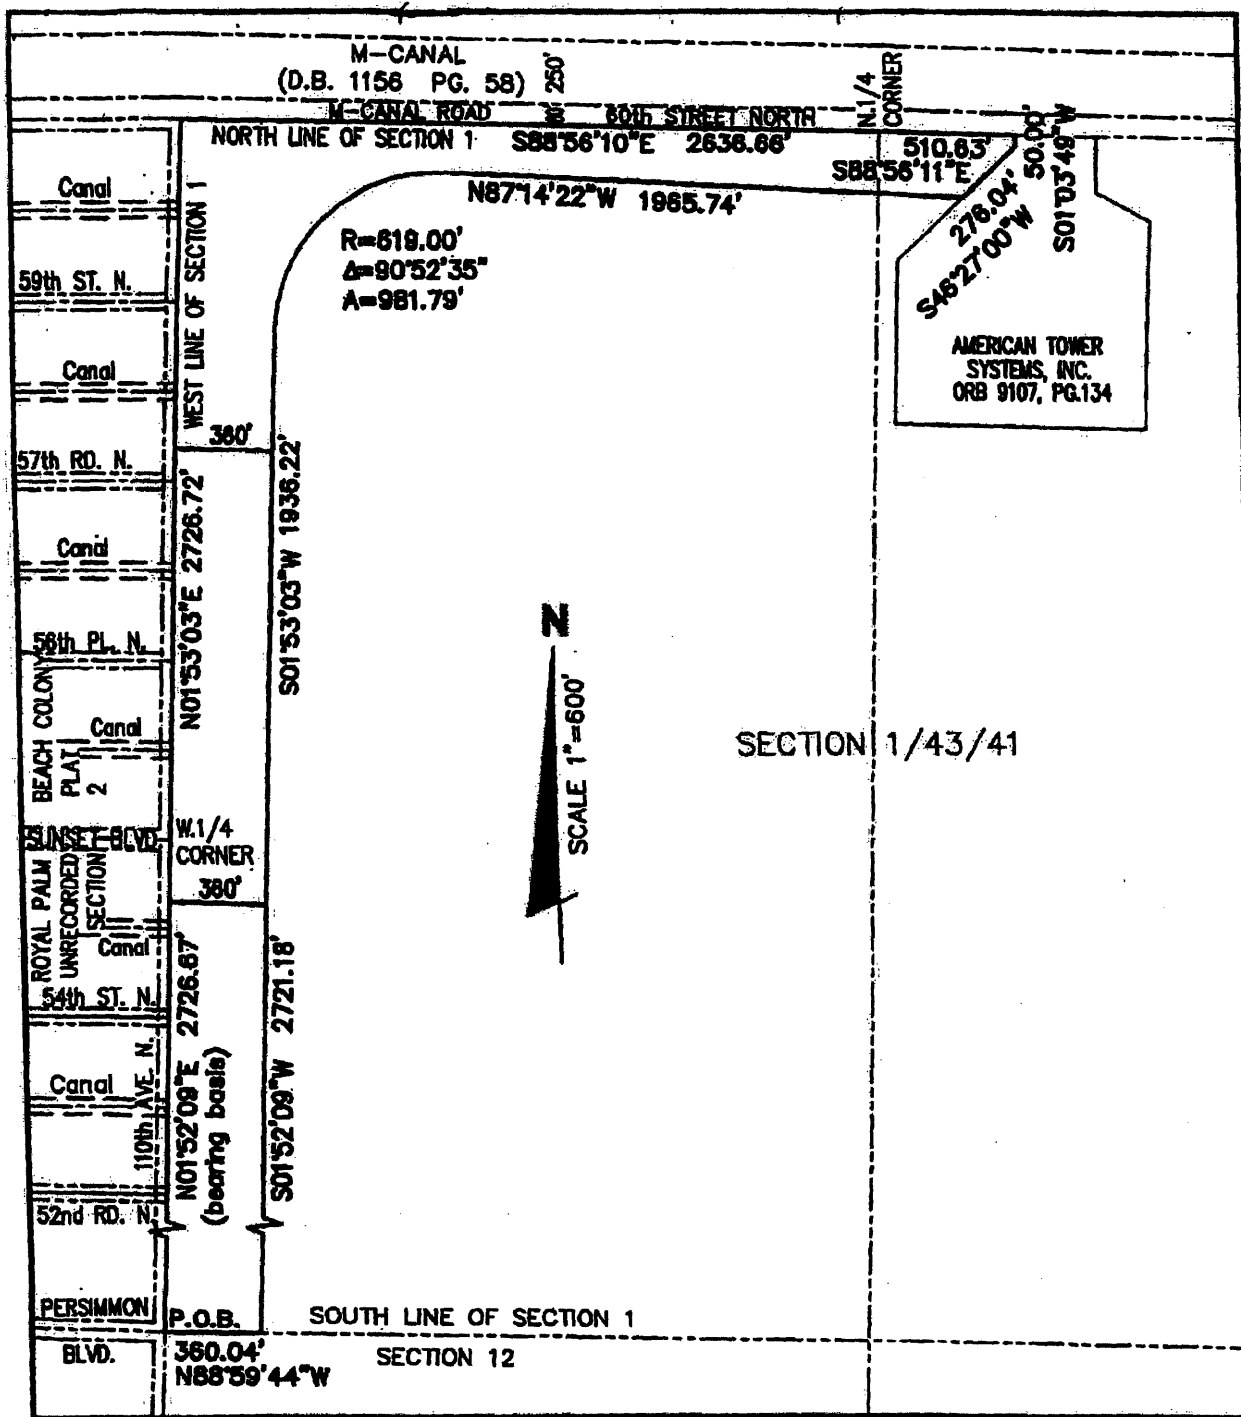 M-CANAL
(D.B. 1156 PG. 58)
250'
M-CANAL ROAD
60th STREET NORTH
N.1/4
CORNER
NORTH LINE OF SECTION 1
S88°56'10"E 2636.66'
510.63'
S88°56'11"E
50.00'
S01°03'49"W
276.04'
S46°27'00"W
N87°14'22"W 1965.74'
R=619.00'
Δ=90°52'35"
A=981.79'
WEST LINE OF SECTION 1
Canal
59th ST. N.
Canal
57th RD. N.
Canal
56th PL. N.
Canal
AMERICAN TOWER
SYSTEMS, INC.
ORB 9107, PG.134
360'
N01°53'03"E 2726.72'
S01°53'03"W 1936.22'
N
SCALE 1"=600'
SECTION 1/43/41
BEACH COLONY
PLAT
2
SUNSET BLVD
W.1/4
CORNER
360'
ROYAL PALM
UNRECORDED
SECTION
Canal
54th ST. N.
Canal
110th AVE. N.
52nd RD. N.
N01°52'09"E 2726.67'
(bearing basis)
S01°52'09"W 2721.18'
PERSIMMON
BLVD.
P.O.B.
SOUTH LINE OF SECTION 1
360.04'
N88°59'44"W
SECTION 12